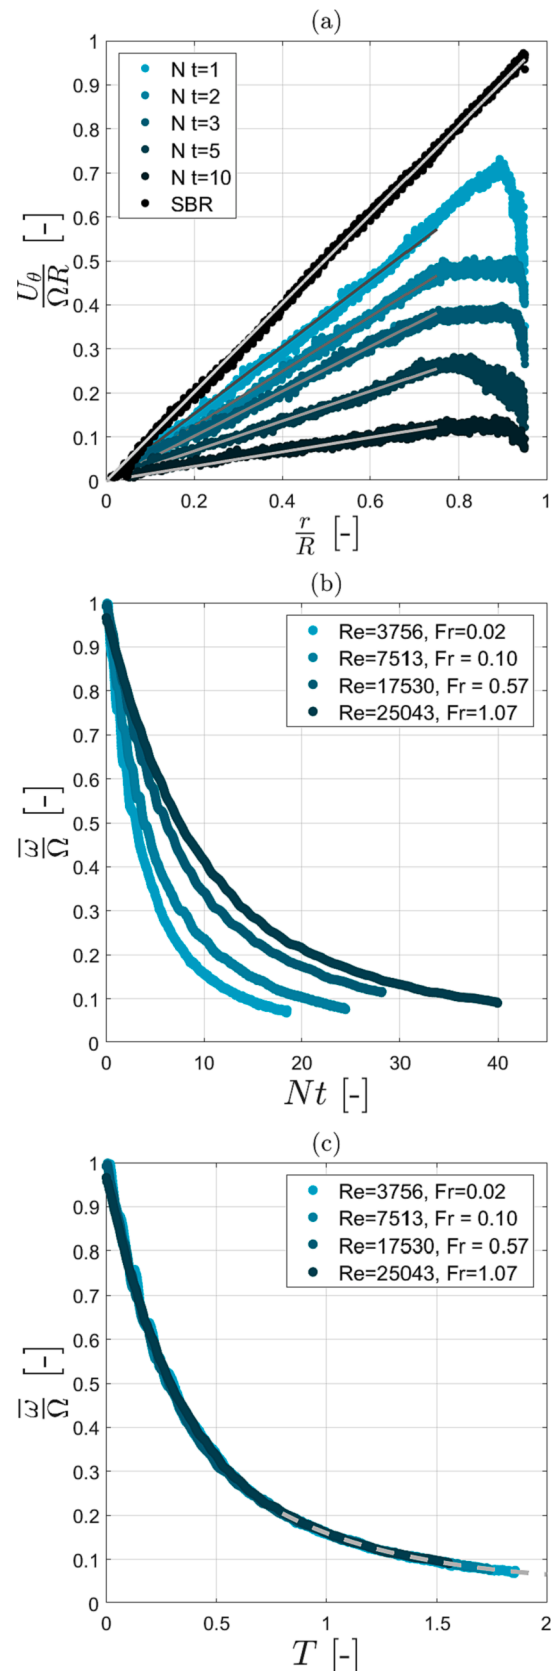 (a)
1
0.9
0.8
0.7
0.6
0.5
0.4
0.3
0.2
0.1
0
N t=1
N t=2
N t=3
N t=5
N t=10
SBR
U_θ/ΩR [-]
0.2
0.4
0.6
0.8
1
r/R [-]
(b)
1
0.9
0.8
0.7
0.6
0.5
0.4
0.3
0.2
0.1
0
Re=3756, Fr=0.02
Re=7513, Fr = 0.10
Re=17530, Fr = 0.57
Re=25043, Fr=1.07
ω̅/Ω [-]
0
10
20
30
40
Nt [-]
(c)
1
0.9
0.8
0.7
0.6
0.5
0.4
0.3
0.2
0.1
0
Re=3756, Fr=0.02
Re=7513, Fr = 0.10
Re=17530, Fr = 0.57
Re=25043, Fr=1.07
ω̅/Ω [-]
0
0.5
1
1.5
2
T [-]